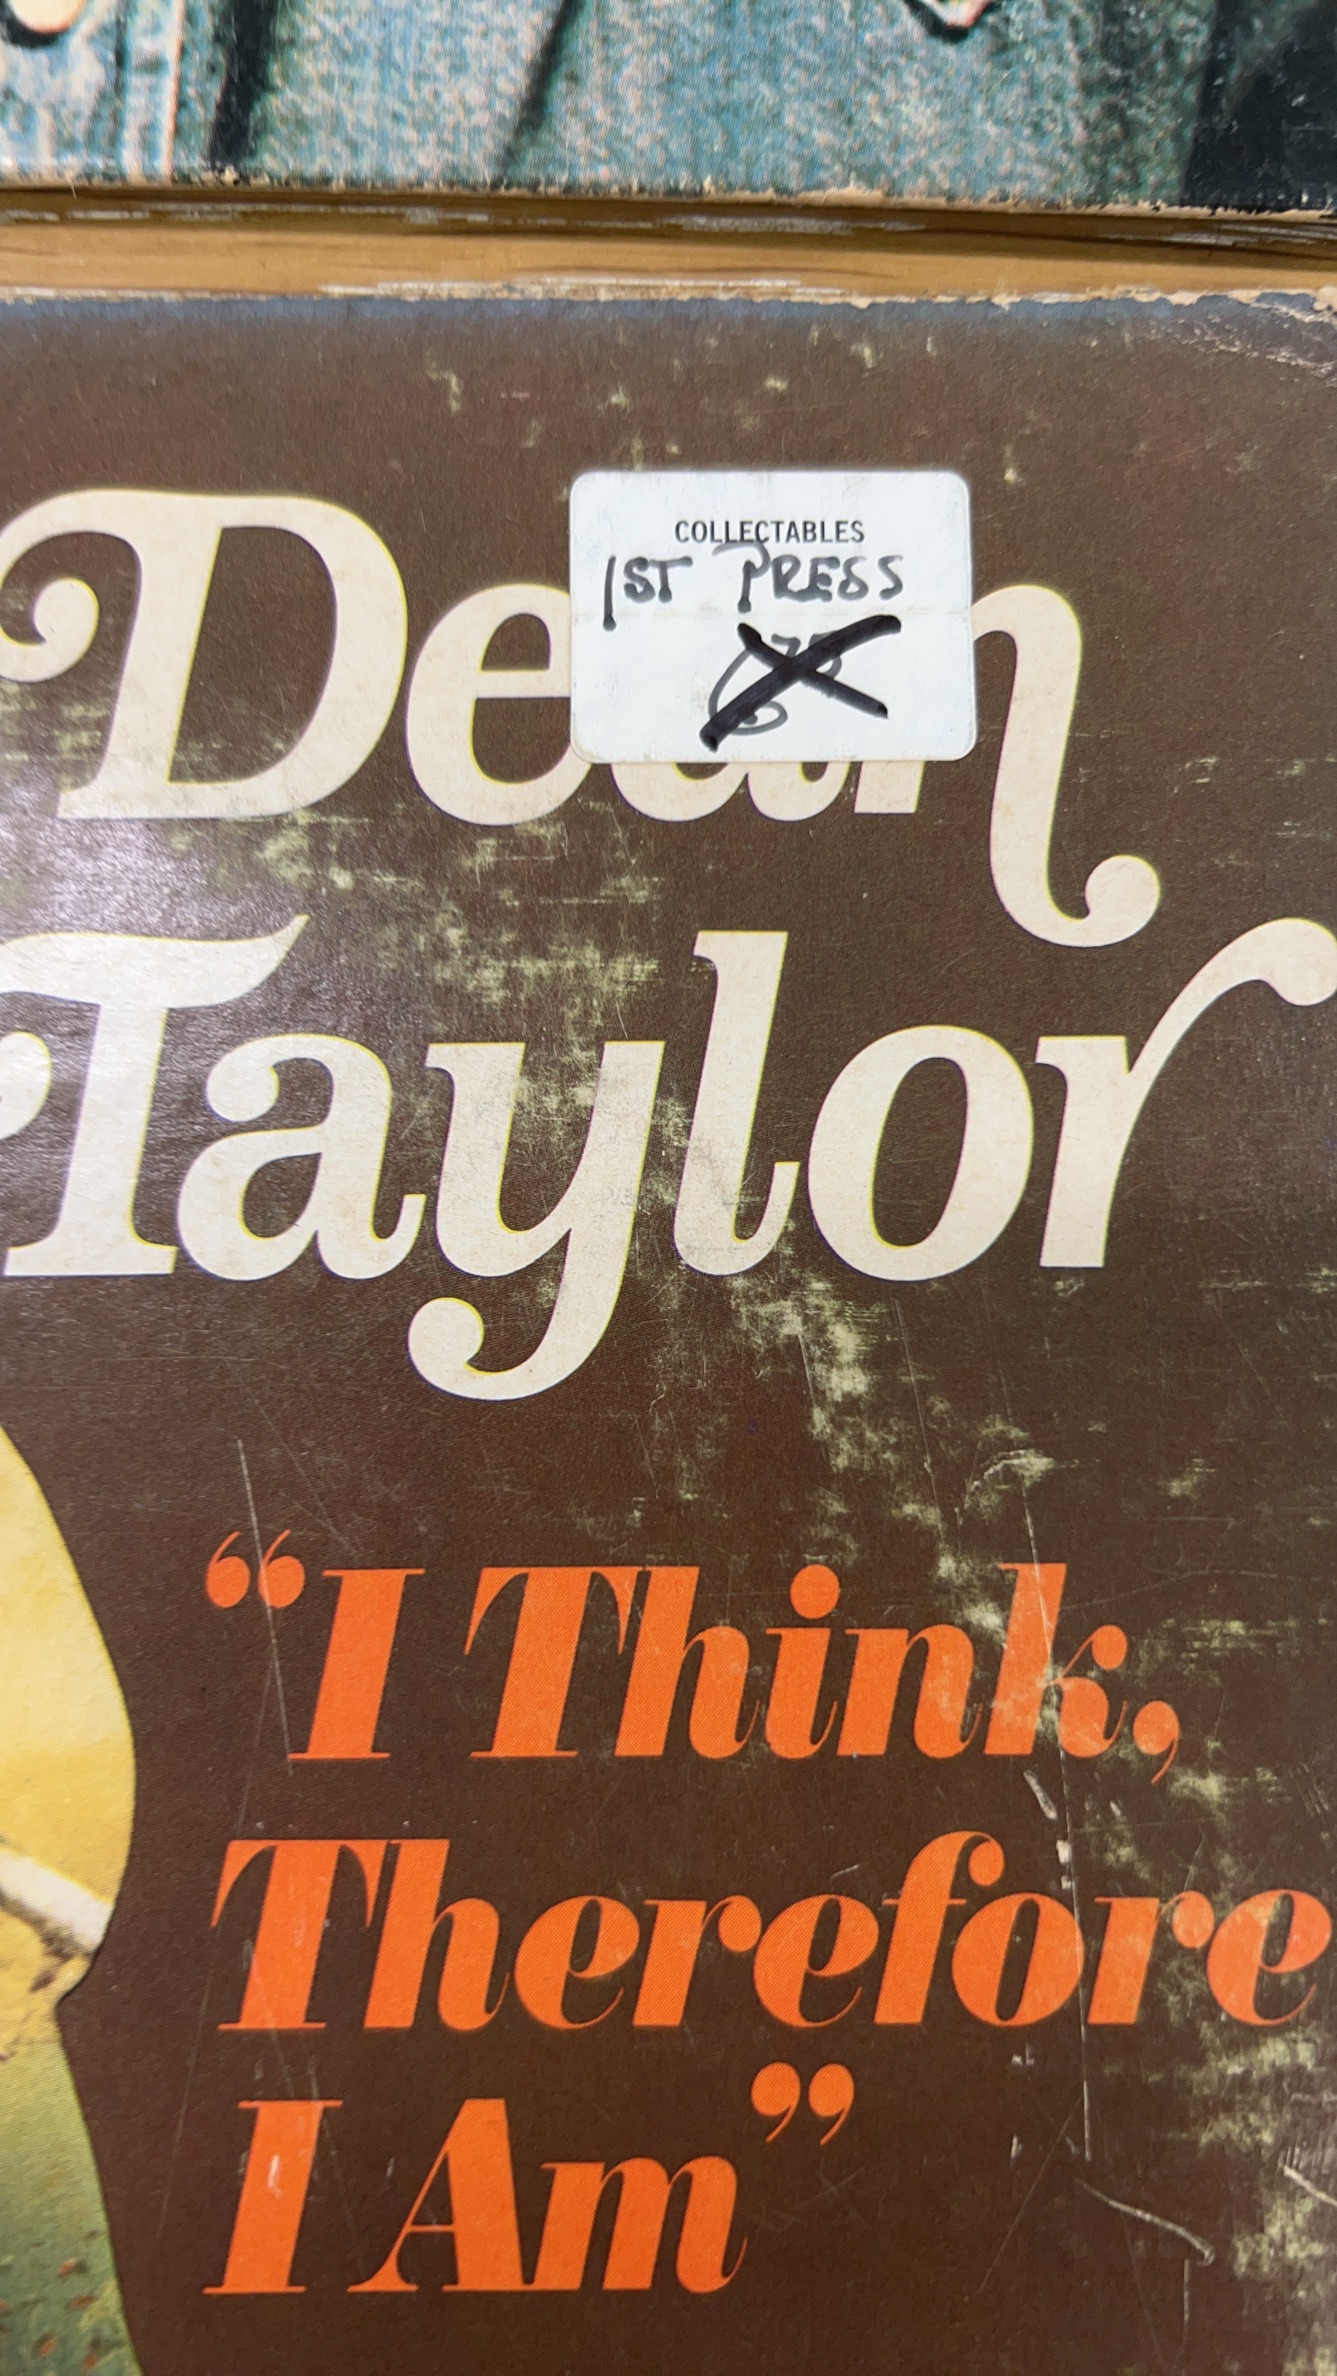 COLLECTABLES
1ST PRESS
Dean
Taylor
“I Think,
Therefore
I Am”